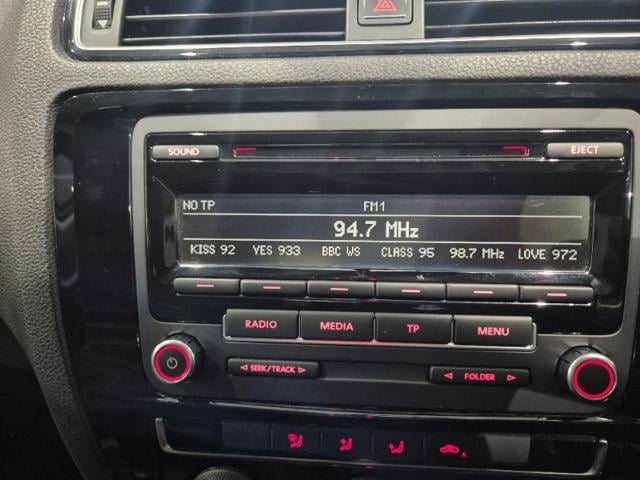 SOUND EJECT
NO TP FM1
94.7 MHz
KISS 92 YES 933 BBC WS CLASS 95 98.7 MHz LOVE 972
RADIO MEDIA TP MENU
SEEK/TRACK FOLDER
A